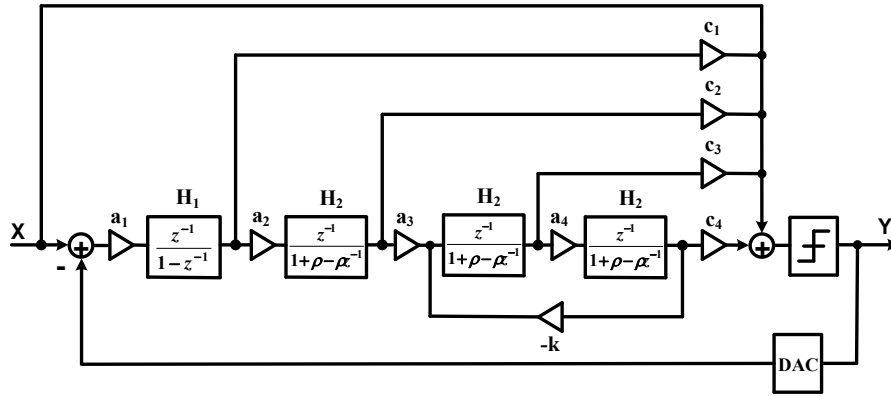 c₁
c₂
c₃
H₁
H₂
H₂
H₂
X
a₁
a₂
a₃
a₄
c₄
Y
z⁻¹
1 − z⁻¹
z⁻¹
1+ρ−ρz⁻¹
z⁻¹
1+ρ−ρz⁻¹
z⁻¹
1+ρ−ρz⁻¹
+
+
-
-k
DAC